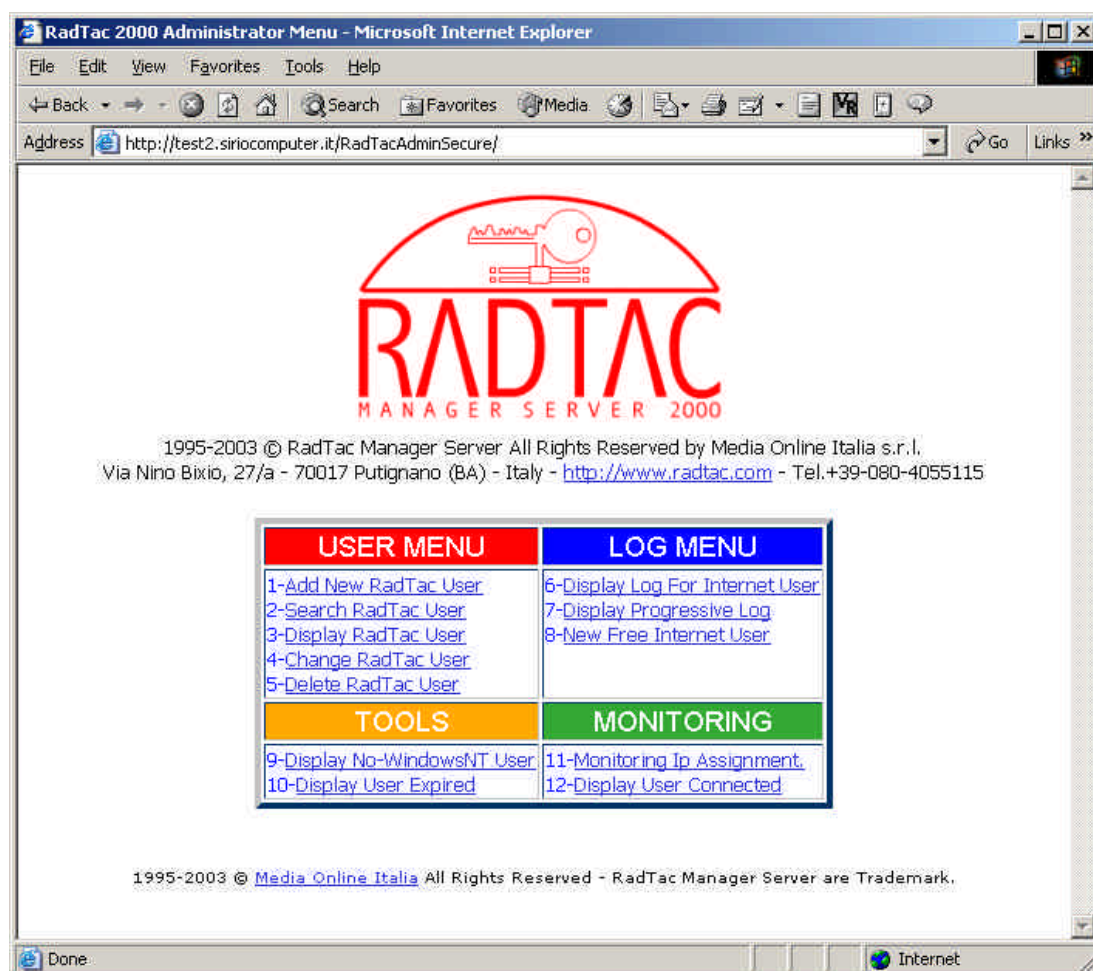 RadTac 2000 Administrator Menu - Microsoft Internet Explorer
File Edit View Favorites Tools Help
Back Search Favorites Media
Address http://test2.siriocomputer.it/RadTacAdminSecure/ Go Links »
RADTAC
MANAGER SERVER 2000
1995-2003 © RadTac Manager Server All Rights Reserved by Media Online Italia s.r.l.
Via Nino Bixio, 27/a - 70017 Putignano (BA) - Italy - http://www.radtac.com - Tel.+39-080-4055115
USER MENU
1-Add New RadTac User
2-Search RadTac User
3-Display RadTac User
4-Change RadTac User
5-Delete RadTac User
LOG MENU
6-Display Log For Internet User
7-Display Progressive Log
8-New Free Internet User
TOOLS
9-Display No-WindowsNT User
10-Display User Expired
MONITORING
11-Monitoring Ip Assignment.
12-Display User Connected
1995-2003 © Media Online Italia All Rights Reserved - RadTac Manager Server are Trademark.
Done Internet